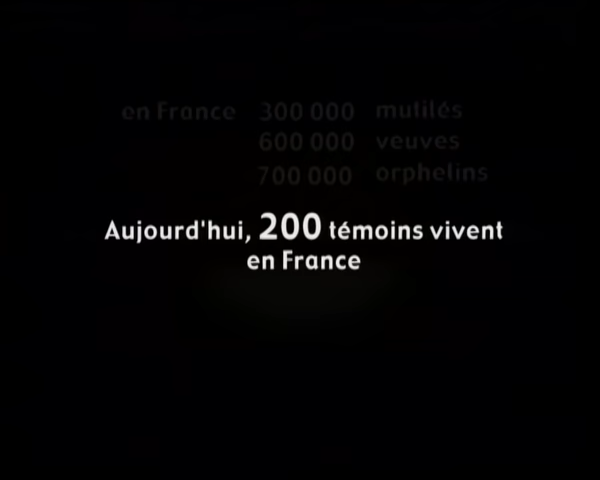 en France 300 000 mutilés
600 000 veuves
700 000 orphelins
Aujourd'hui, 200 témoins vivent
en France